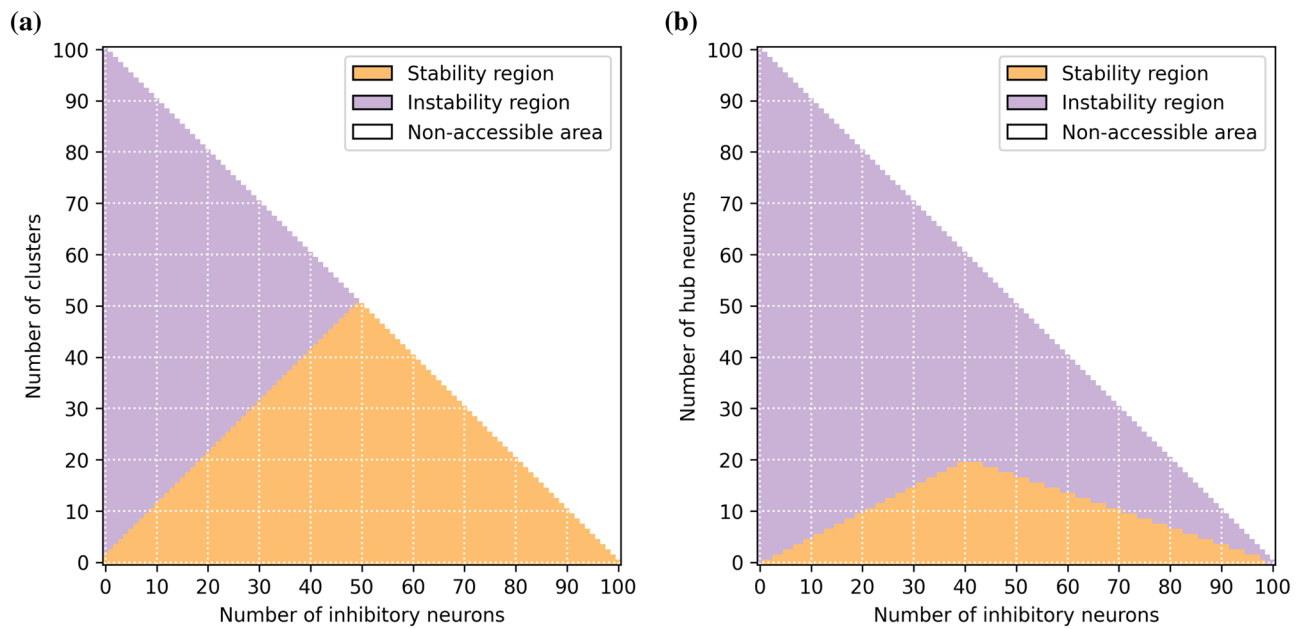 (a)
Number of clusters
100
90
80
70
60
50
40
30
20
10
0
Stability region
Instability region
Non-accessible area
0 10 20 30 40 50 60 70 80 90 100
Number of inhibitory neurons
(b)
Number of hub neurons
100
90
80
70
60
50
40
30
20
10
0
Stability region
Instability region
Non-accessible area
0 10 20 30 40 50 60 70 80 90 100
Number of inhibitory neurons